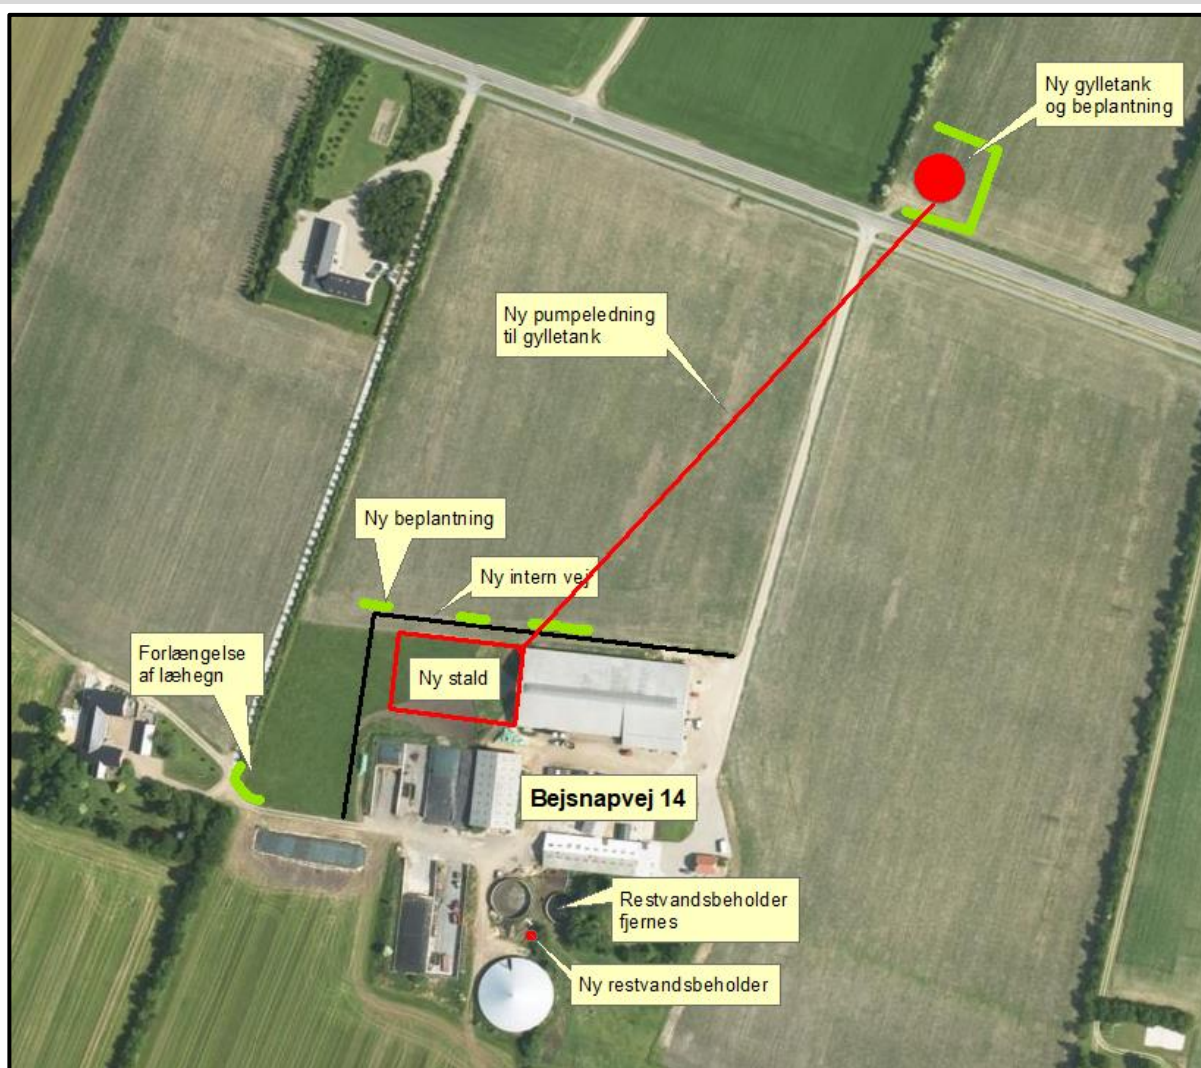 Ny gylletank
og beplantning
Ny pumpeledning
til gylletank
Ny beplantning
Ny intern vej
Forlængelse
af læhegn
Ny stald
Bejsnapvej 14
Restvandsbeholder
fjernes
Ny restvandsbeholder